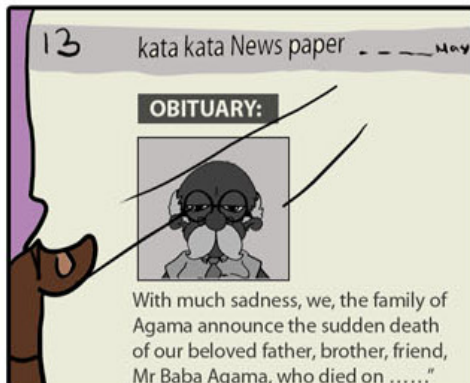 13 kata kata News paper ---- May
OBITUARY:
With much sadness, we, the family of
Agama announce the sudden death
of our beloved father, brother, friend,
Mr Baba Agama, who died on ......"